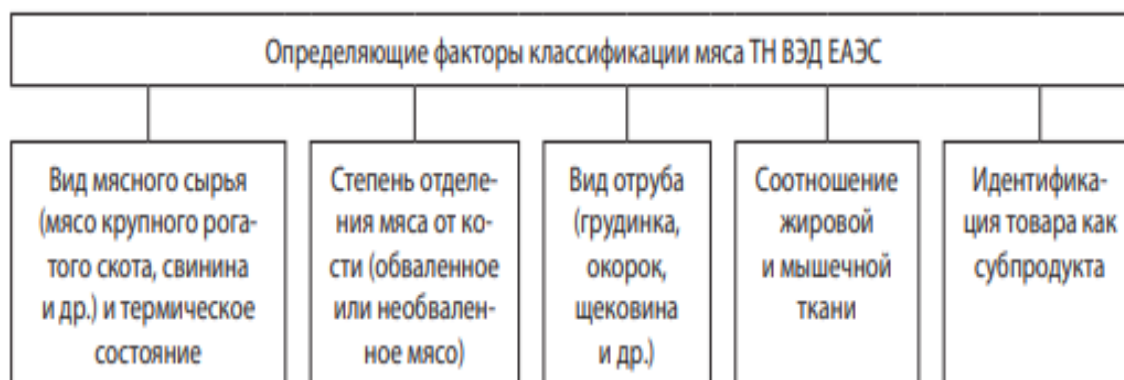 Определяющие факторы классификации мяса ТН ВЭД ЕАЭС
Вид мясного сырья
(мясо крупного рога-
того скота, свинина
и др.) и термическое
состояние
Степень отделе-
ния мяса от ко-
сти (обваленное
или необвален-
ное мясо)
Вид отруба
(грудинка,
окорок,
щековина
и др.)
Соотношение
жировой
и мышечной
ткани
Идентифика-
ция товара как
субпродукта